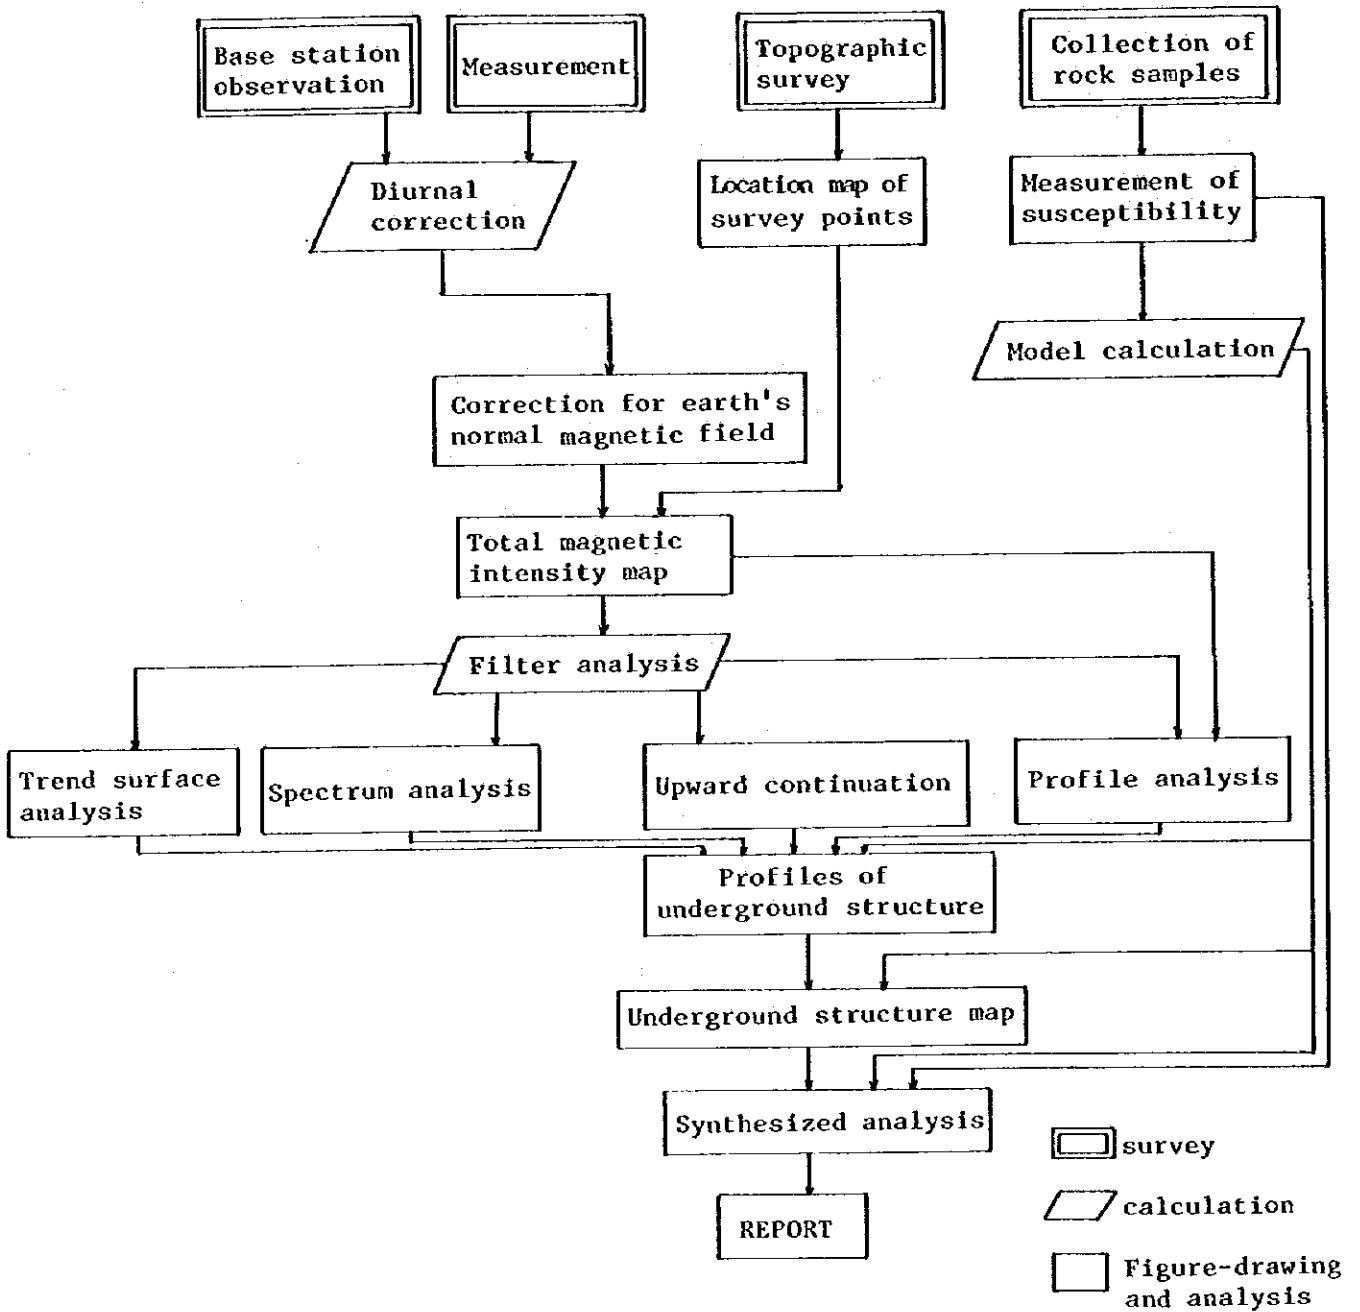 Base station
observation
Measurement
Topographic
survey
Collection of
rock samples
Diurnal
correction
Location map of
survey points
Measurement of
susceptibility
Model calculation
Correction for earth's
normal magnetic field
Total magnetic
intensity map
Filter analysis
Trend surface
analysis
Spectrum analysis
Upward continuation
Profile analysis
Profiles of
underground structure
Underground structure map
Synthesized analysis
REPORT
survey
calculation
Figure-drawing
and analysis